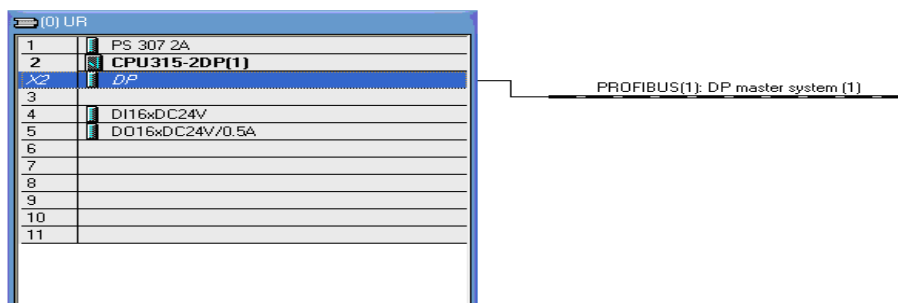 (0) UR
1 PS 307 2A
2 CPU315-2DP(1)
X2 DP
PROFIBUS(1): DP master system (1)
3
4 DI16xDC24V
5 DO16xDC24V/0.5A
6
7
8
9
10
11